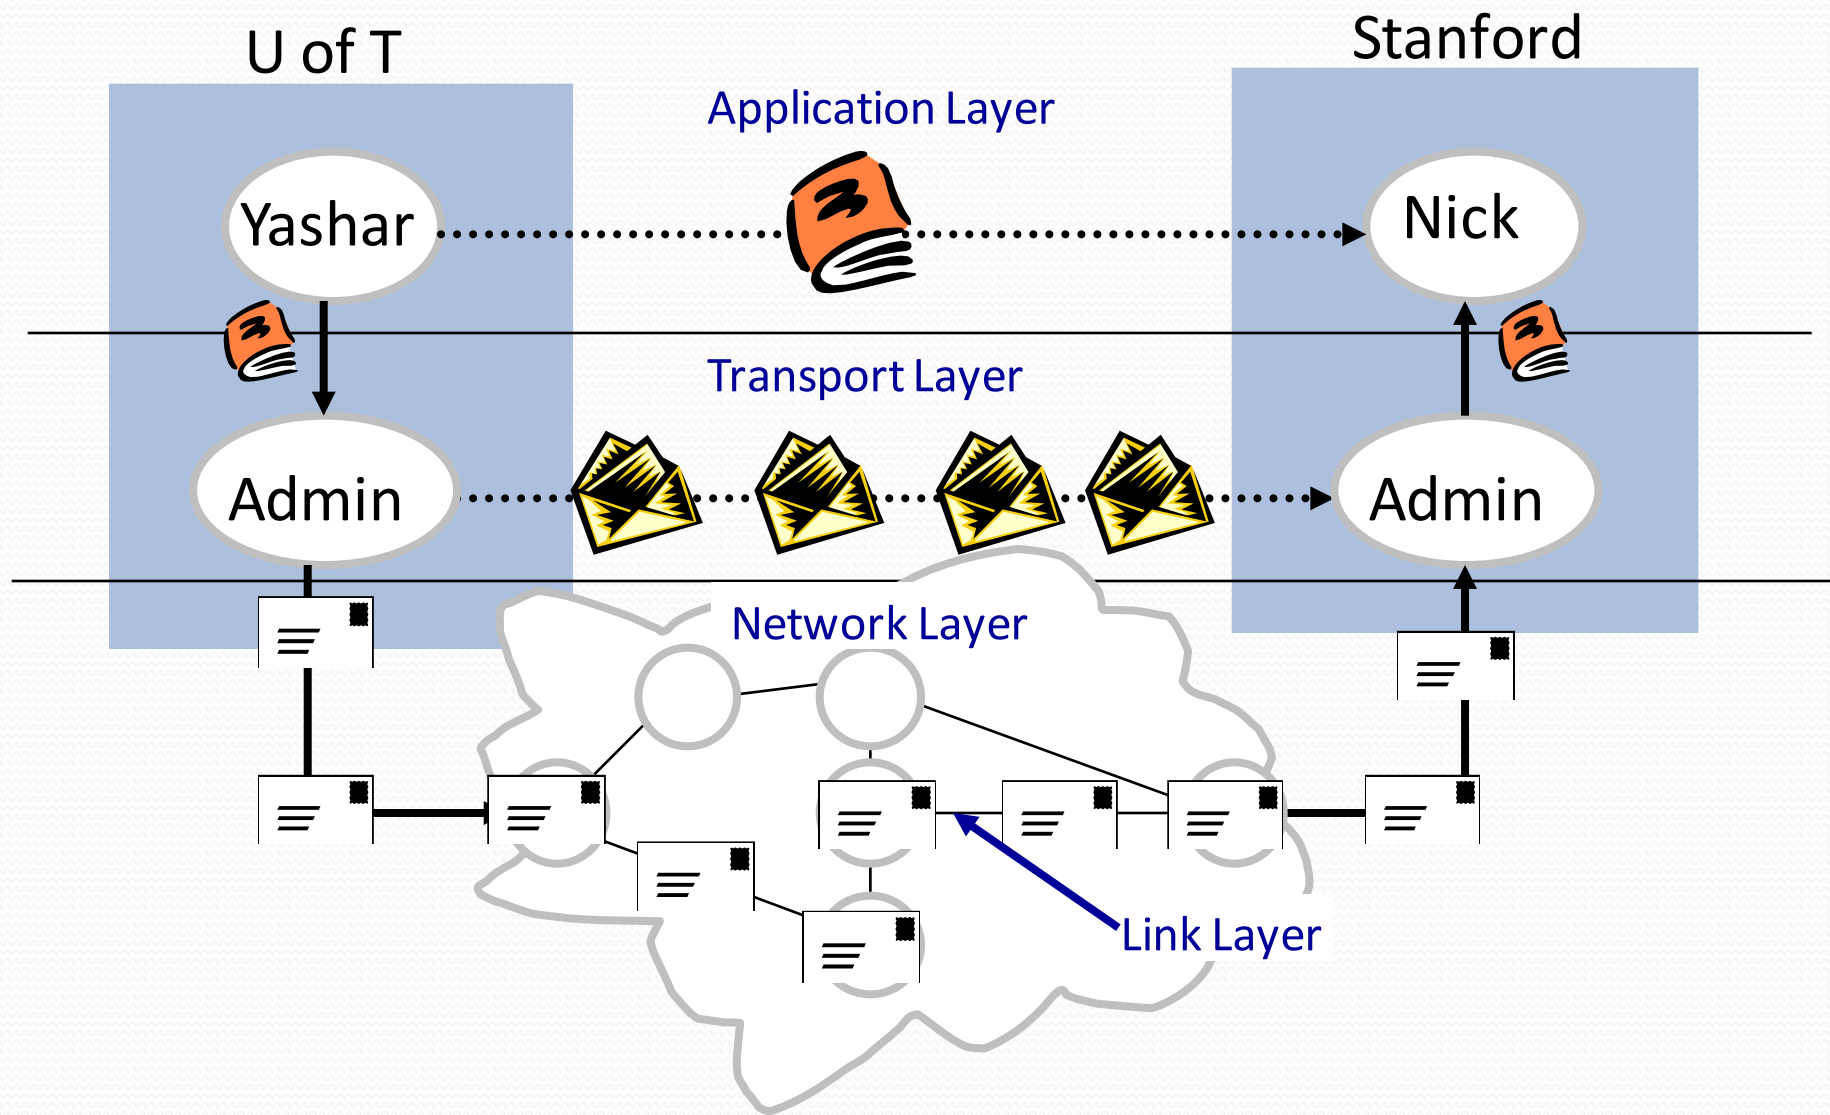 U of T
Stanford
Application Layer
Yashar
Nick
Transport Layer
Admin
Admin
Network Layer
Link Layer